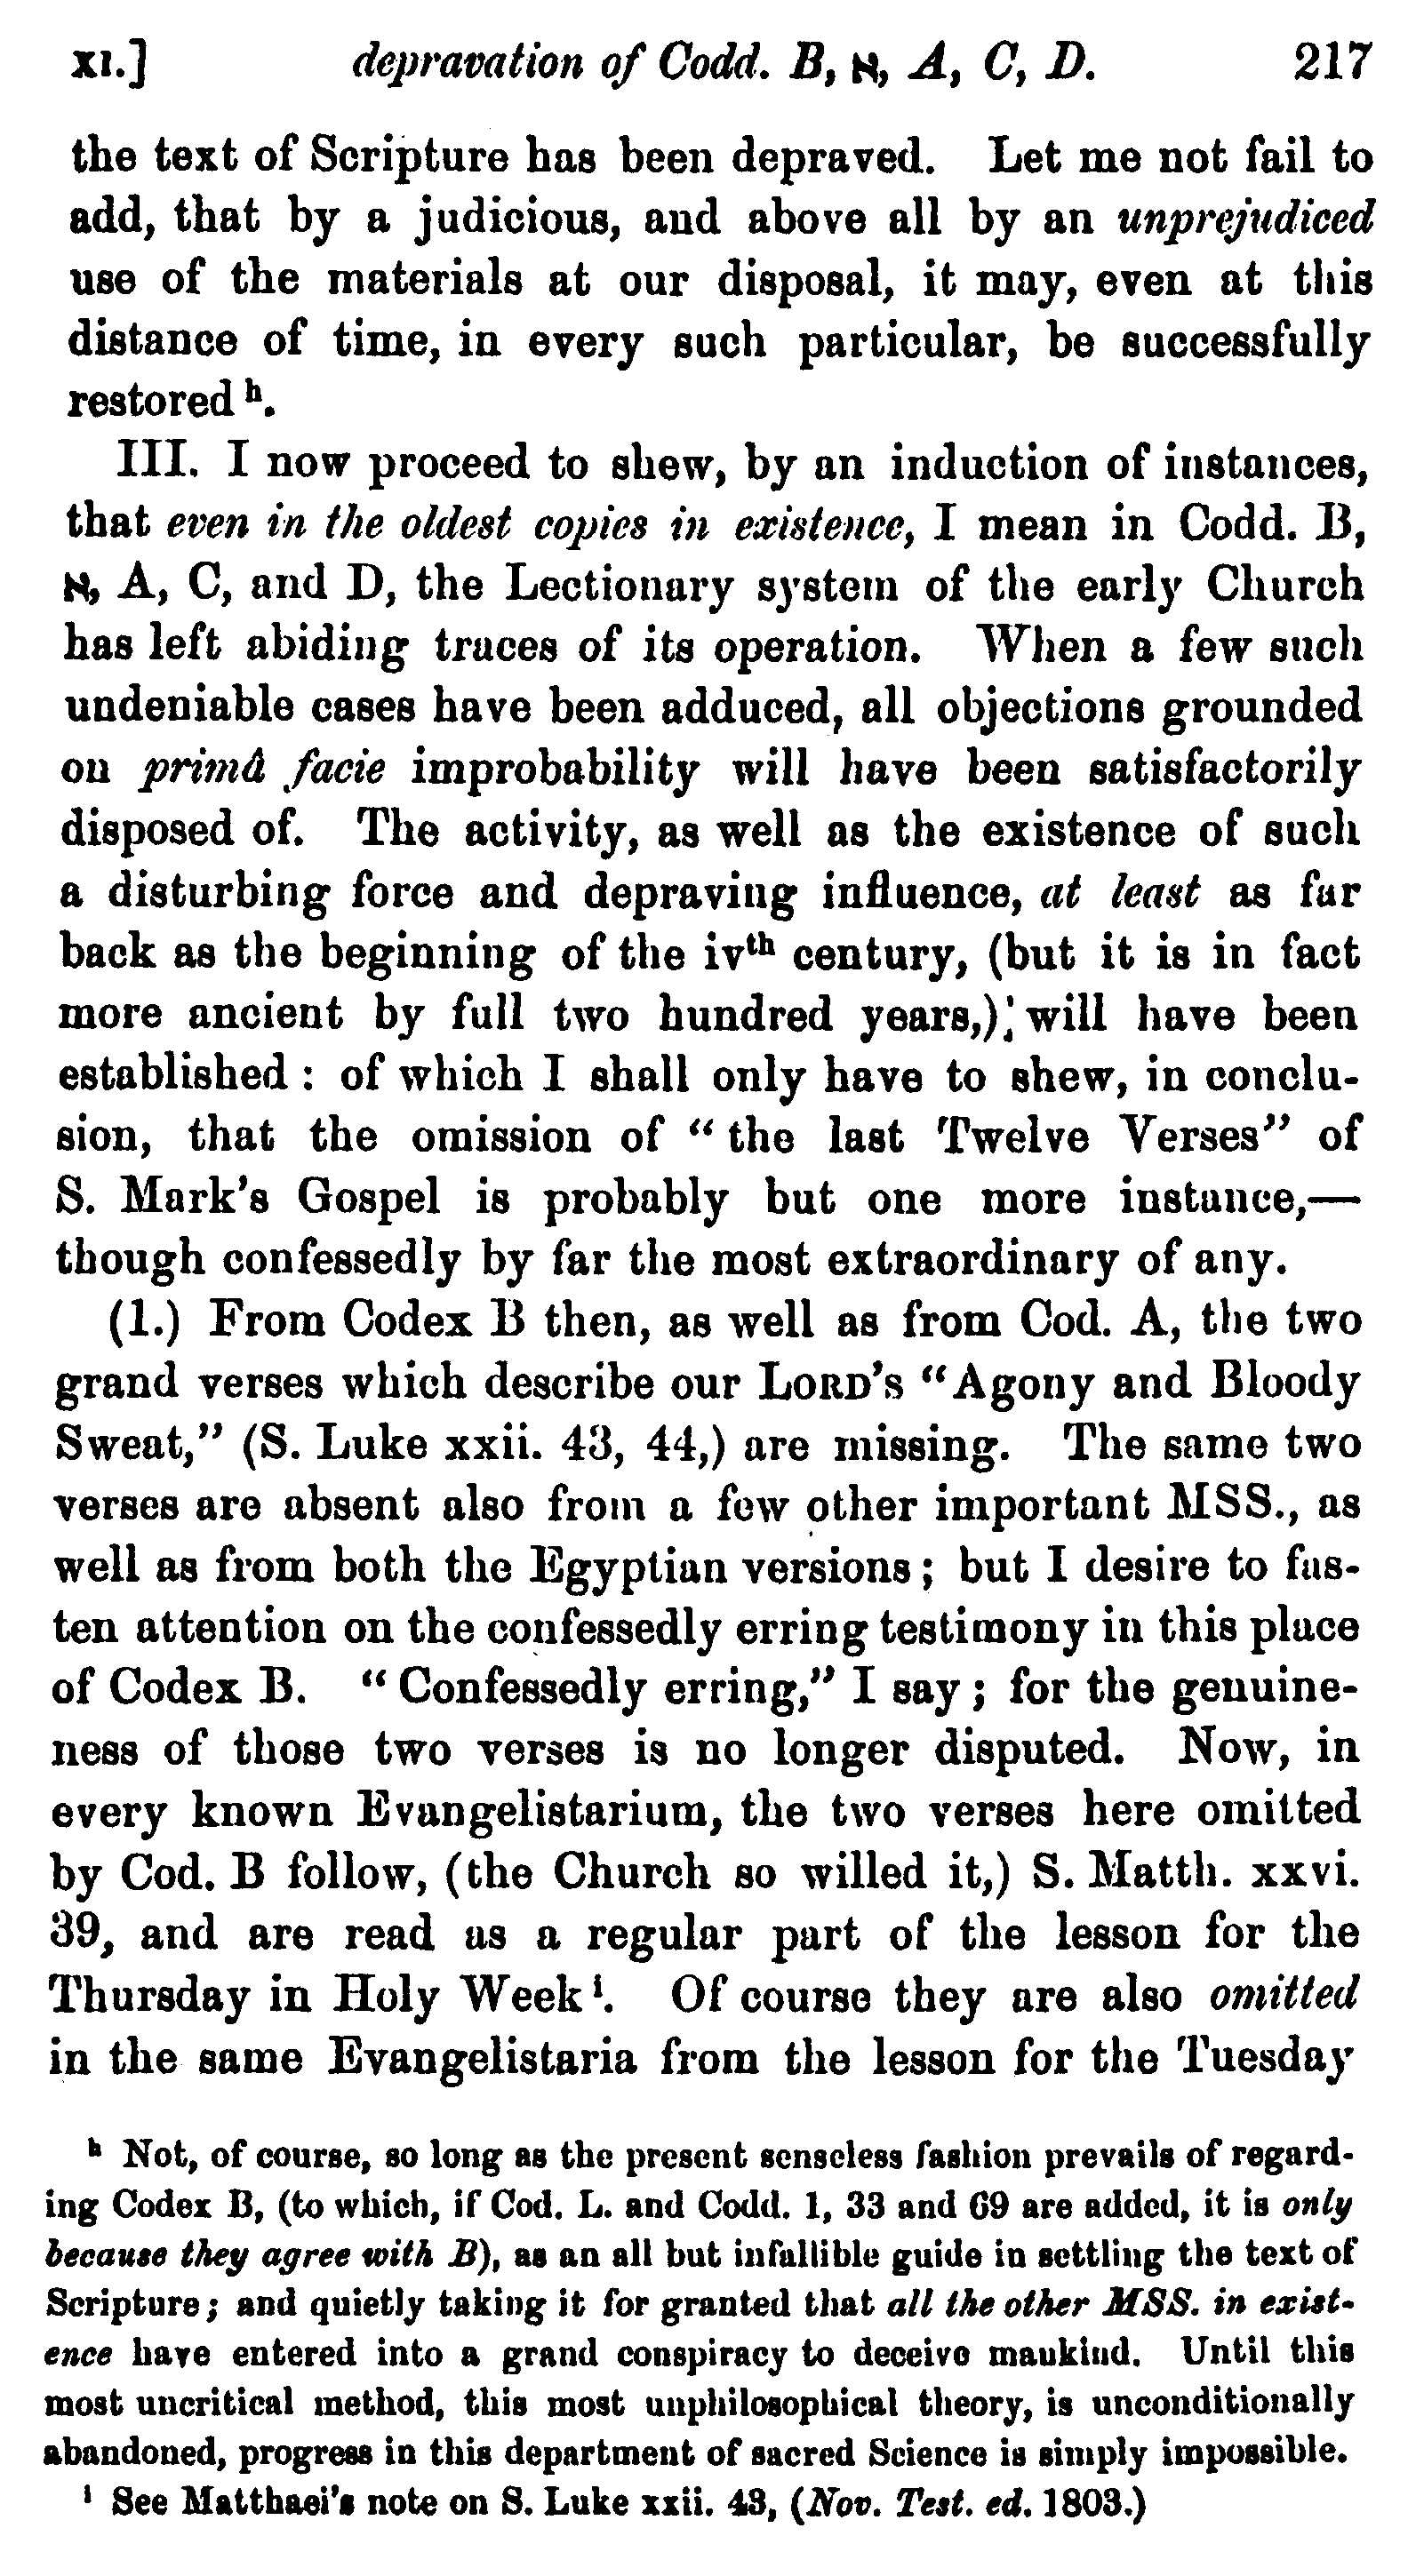 XI.] depravation of Codd. B, א, A, C, D. 217
the text of Scripture has been depraved. Let me not fail to
add, that by a judicious, and above all by an unprejudiced
use of the materials at our disposal, it may, even at this
distance of time, in every such particular, be successfully
restored ʰ.
III. I now proceed to shew, by an induction of instances,
that even in the oldest copies in existence, I mean in Codd. B,
א, A, C, and D, the Lectionary system of the early Church
has left abiding traces of its operation. When a few such
undeniable cases have been adduced, all objections grounded
on primâ facie improbability will have been satisfactorily
disposed of. The activity, as well as the existence of such
a disturbing force and depraving influence, at least as far
back as the beginning of the ivᵗʰ century, (but it is in fact
more ancient by full two hundred years,) will have been
established : of which I shall only have to shew, in conclu-
sion, that the omission of “ the last Twelve Verses” of
S. Mark's Gospel is probably but one more instance,—
though confessedly by far the most extraordinary of any.
(1.) From Codex B then, as well as from Cod. A, the two
grand verses which describe our LORD's “Agony and Bloody
Sweat,” (S. Luke xxii. 43, 44,) are missing. The same two
verses are absent also from a few other important MSS., as
well as from both the Egyptian versions ; but I desire to fas-
ten attention on the confessedly erring testimony in this place
of Codex B. “ Confessedly erring,” I say ; for the genuine-
ness of those two verses is no longer disputed. Now, in
every known Evangelistarium, the two verses here omitted
by Cod. B follow, (the Church so willed it,) S. Matth. xxvi.
39, and are read as a regular part of the lesson for the
Thursday in Holy Week ⁱ. Of course they are also omitted
in the same Evangelistaria from the lesson for the Tuesday
ʰ Not, of course, so long as the present senseless fashion prevails of regard-
ing Codex B, (to which, if Cod. L. and Codd. 1, 33 and 69 are added, it is only
because they agree with B), as an all but infallible guide in settling the text of
Scripture ; and quietly taking it for granted that all the other MSS. in exist-
ence have entered into a grand conspiracy to deceive mankind. Until this
most uncritical method, this most unphilosophical theory, is unconditionally
abandoned, progress in this department of sacred Science is simply impossible.
ⁱ See Matthaei's note on S. Luke xxii. 43, (Nov. Test. ed. 1803.)